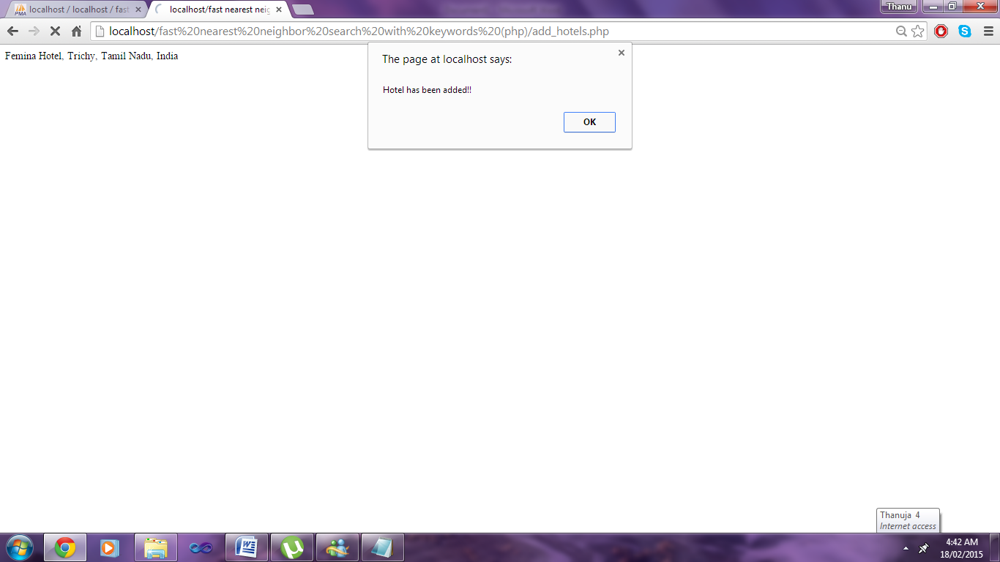 localhost / localhost / fast
localhost/fast nearest neig
Thanu
localhost/fast%20nearest%20neighbor%20search%20with%20keywords%20(php)/add_hotels.php
Femina Hotel, Trichy, Tamil Nadu, India
The page at localhost says:
Hotel has been added!!
OK
Thanuja 4
Internet access
4:42 AM
18/02/2015